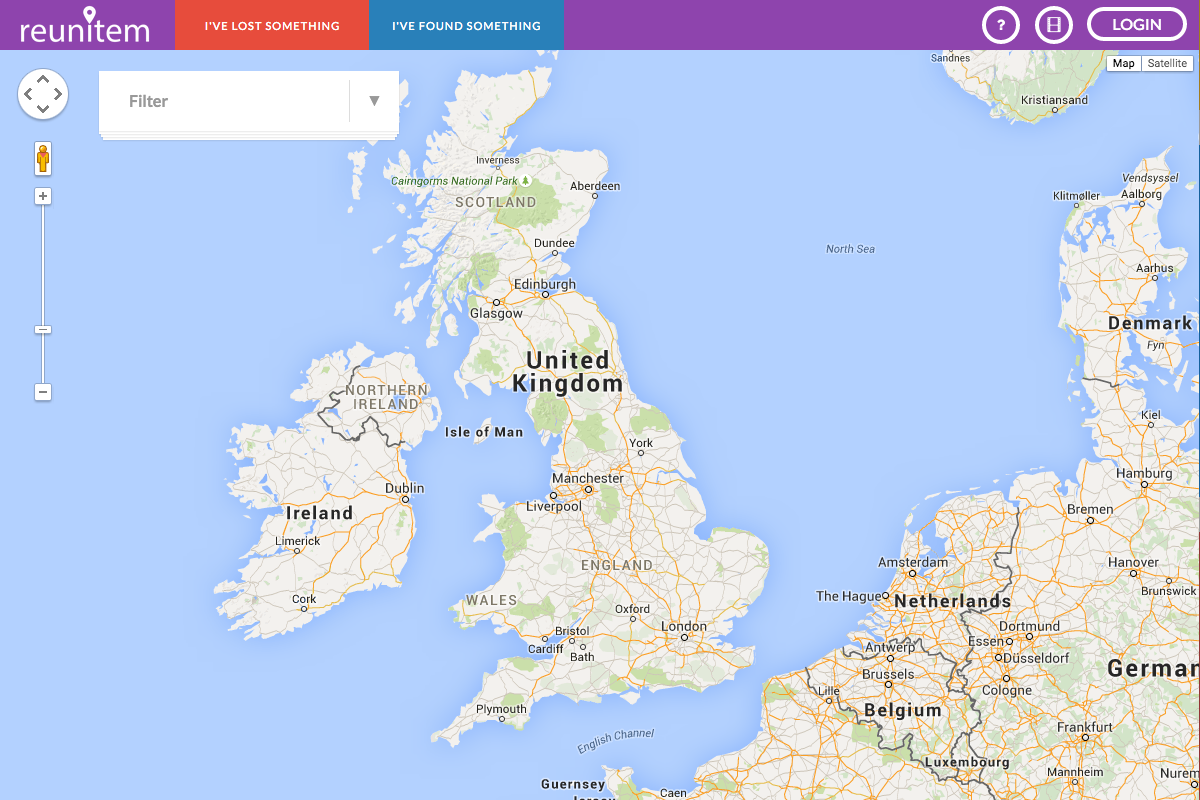 reunitem
I'VE LOST SOMETHING
I'VE FOUND SOMETHING
?
LOGIN
Filter
▼
Map
Satellite
Sandnes
Kristiansand
Inverness
Cairngorms National Park
Aberdeen
SCOTLAND
Dundee
Edinburgh
Glasgow
North Sea
Vendsyssel
Klitmøller
Aalborg
Aarhus
Denmark
Fyn
United
Kingdom
NORTHERN
IRELAND
Isle of Man
York
Kiel
Hamburg
Manchester
Liverpool
Dublin
Ireland
Limerick
Cork
Bremen
ENGLAND
WALES
Amsterdam
Hanover
The Hague
Netherlands
Brunswick
Oxford
London
Bristol
Cardiff
Bath
Dortmund
Essen
Düsseldorf
Antwerp
Brussels
Cologne
German
Lille
Belgium
Plymouth
English Channel
Frankfurt
Luxembourg
Mannheim
Nurem
Guernsey
Jersey
Caen